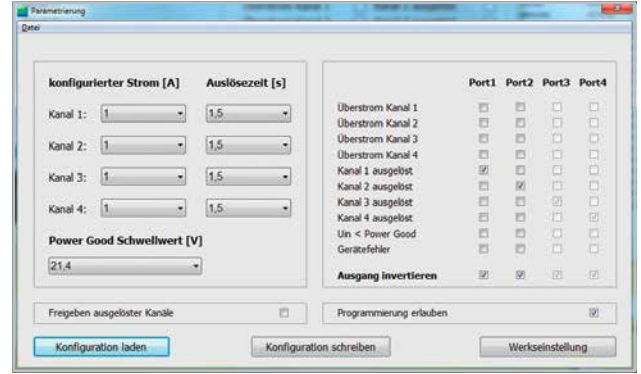 Parametrierung
Datei
konfigurierter Strom [A] Auslösezeit [s]
Kanal 1: 1 1,5
Kanal 2: 1 1,5
Kanal 3: 1 1,5
Kanal 4: 1 1,5
Power Good Schwellwert [V]
21,4
Port1 Port2 Port3 Port4
Überstrom Kanal 1
Überstrom Kanal 2
Überstrom Kanal 3
Überstrom Kanal 4
Kanal 1 ausgelöst
Kanal 2 ausgelöst
Kanal 3 ausgelöst
Kanal 4 ausgelöst
Uin < Power Good
Gerätefehler
Ausgang invertieren
Freigeben ausgelöster Kanäle
Programmierung erlauben
Konfiguration laden Konfiguration schreiben Werkseinstellung